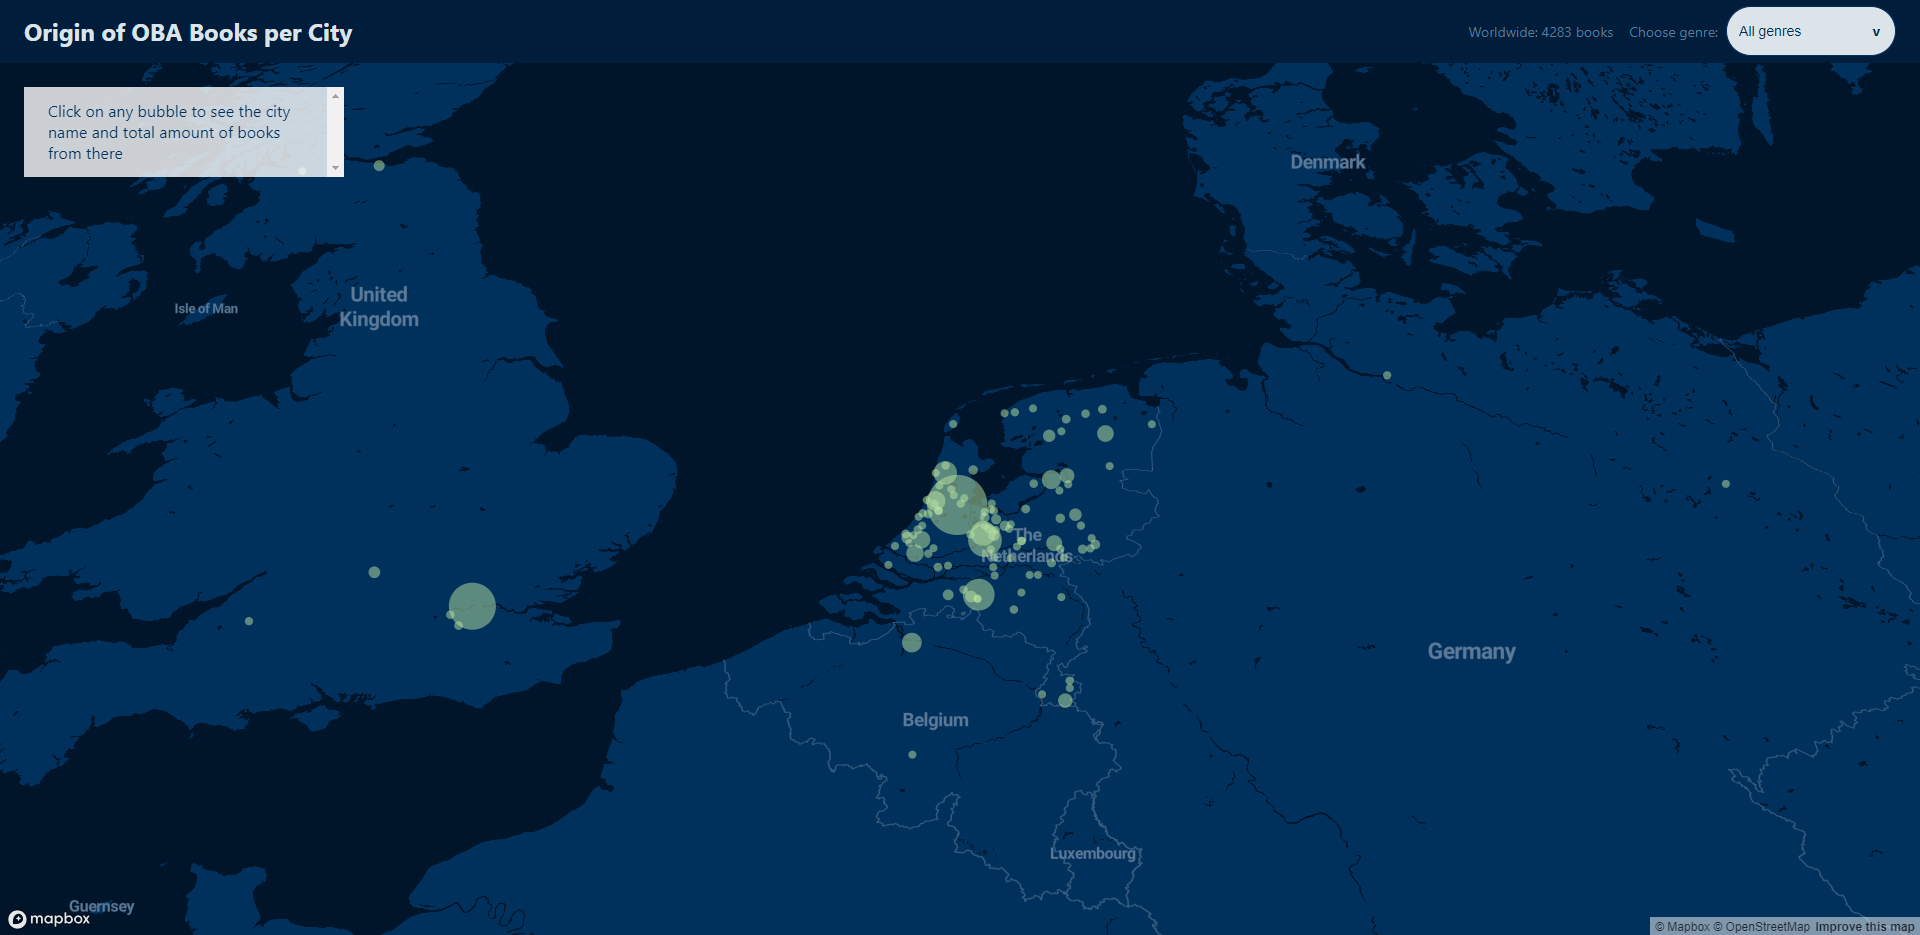 Origin of OBA Books per City
Worldwide: 4283 books
Choose genre:
All genres
v
Click on any bubble to see the city
name and total amount of books
from there
Denmark
Isle of Man
United
Kingdom
The
Netherlands
Germany
Belgium
Luxembourg
Guernsey
mapbox
© Mapbox © OpenStreetMap Improve this map